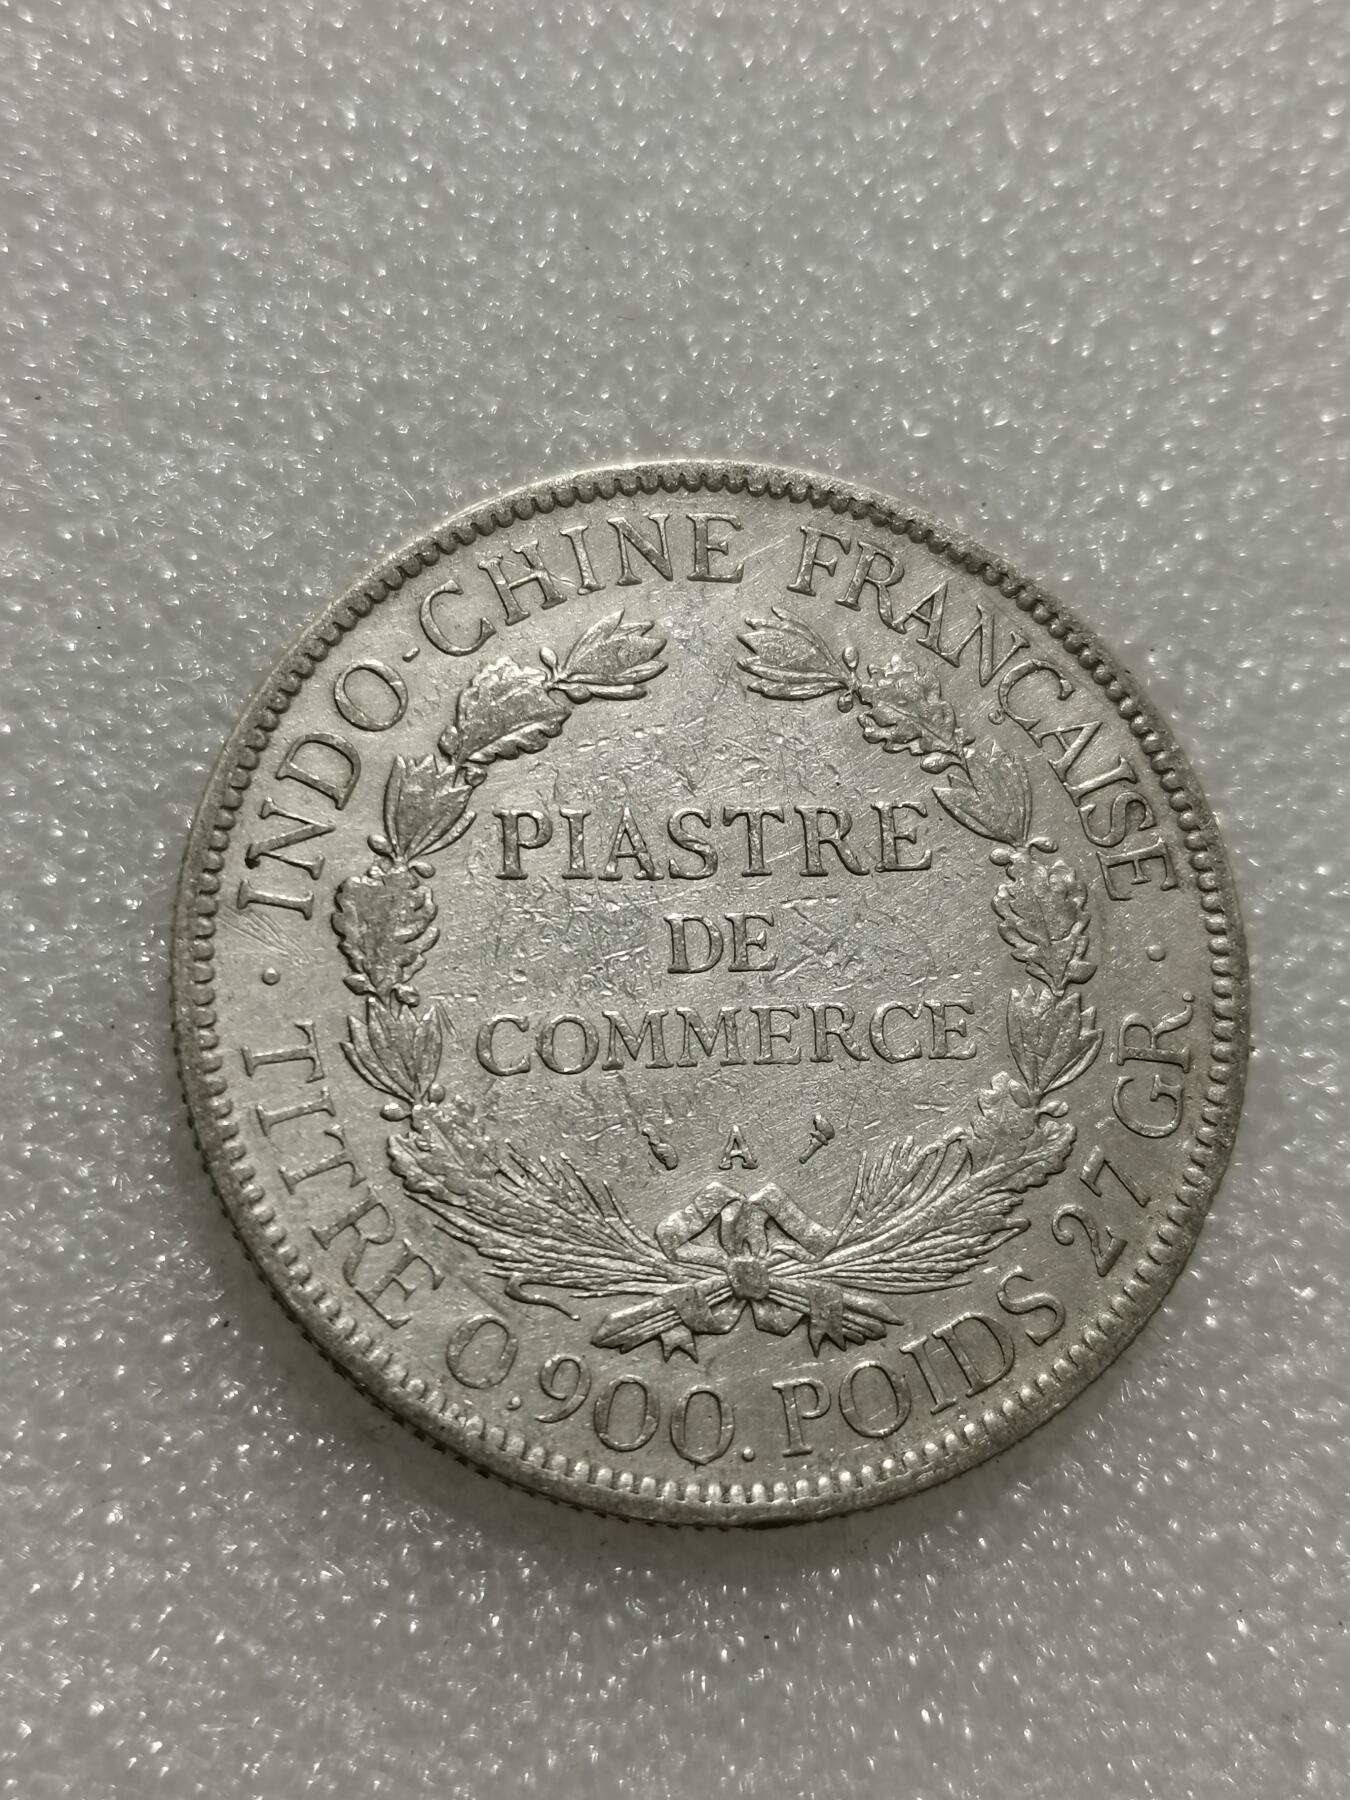 INDO-CHINE FRANÇAISE
PIASTRE
DE
COMMERCE
A
· TITRE 0,900. POIDS 27 GR. ·